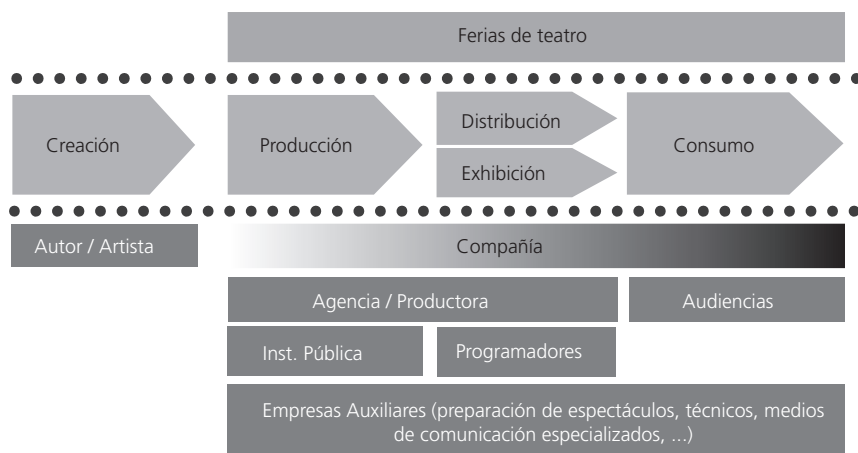 Ferias de teatro
Creación
Producción
Distribución
Exhibición
Consumo
Autor / Artista
Compañía
Agencia / Productora
Audiencias
Inst. Pública
Programadores
Empresas Auxiliares (preparación de espectáculos, técnicos, medios
de comunicación especializados, ...)